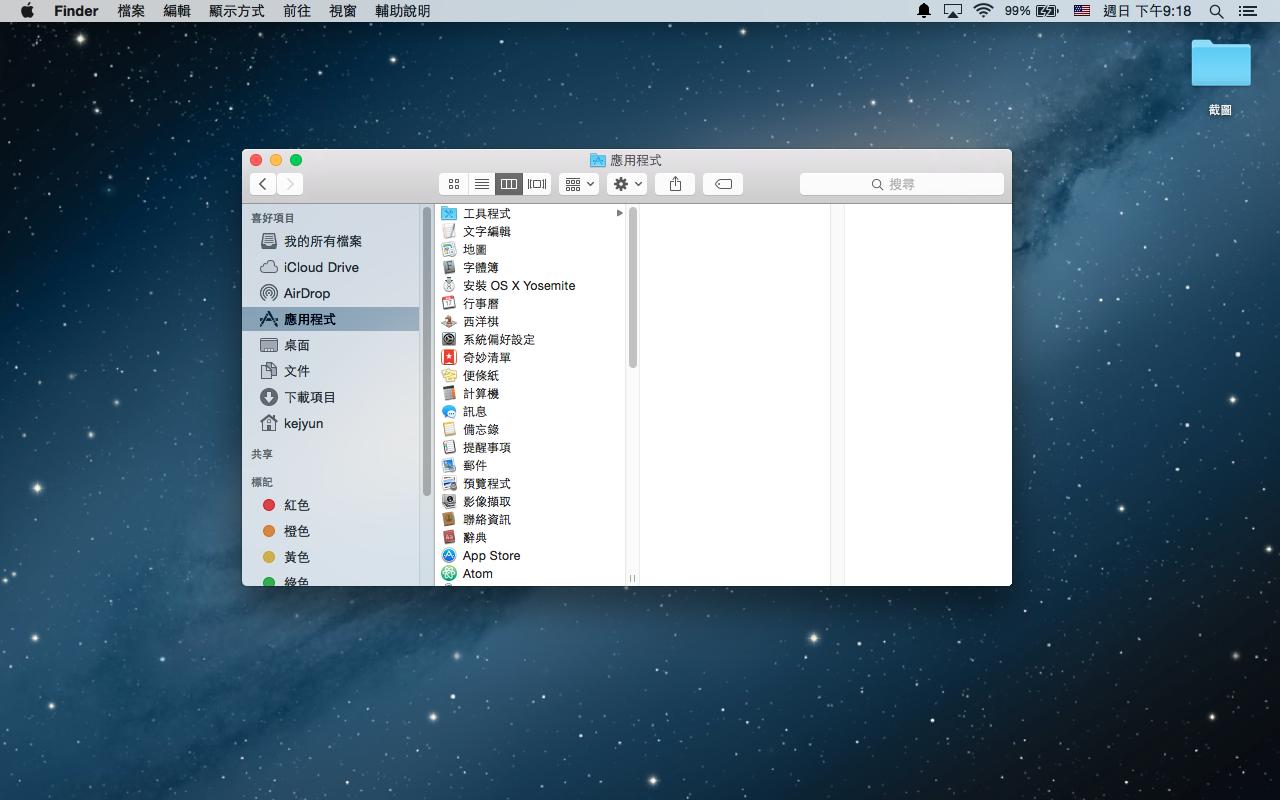 Finder 檔案 編輯 顯示方式 前往 視窗 輔助說明 99% 週日 下午9:18
截圖
應用程式
搜尋
喜好項目
我的所有檔案
iCloud Drive
AirDrop
應用程式
桌面
文件
下載項目
kejyun
共享
標記
紅色
橙色
黃色
綠色
工具程式
文字編輯
地圖
字體簿
安裝 OS X Yosemite
行事曆
西洋棋
系統偏好設定
奇妙清單
便條紙
計算機
訊息
備忘錄
提醒事項
郵件
預覽程式
影像擷取
聯絡資訊
辭典
App Store
Atom